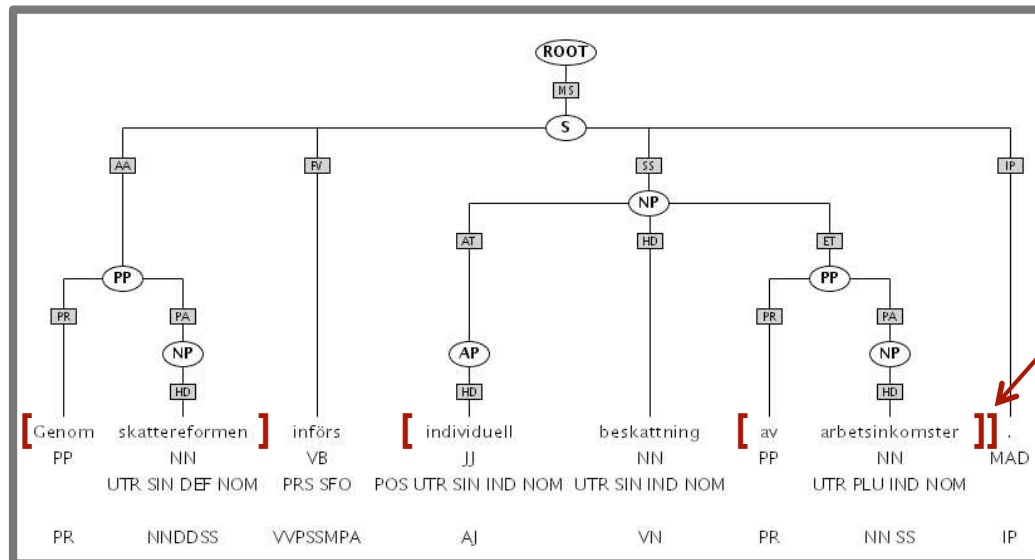 ROOT
MS
S
AA FV SS IP
NP
AT HD ET
PP PP
PR PA PR PA
NP AP NP
HD HD HD
[ Genom skattereformen ] införs [ individuell beskattning [ av arbetsinkomster ]] .
PP NN VB JJ NN PP NN MAD
UTR SIN DEF NOM PRS SFO POS UTR SIN IND NOM UTR SIN IND NOM UTR PLU IND NOM
PR NNDDSS VVPSSMPA AJ VN PR NN SS IP